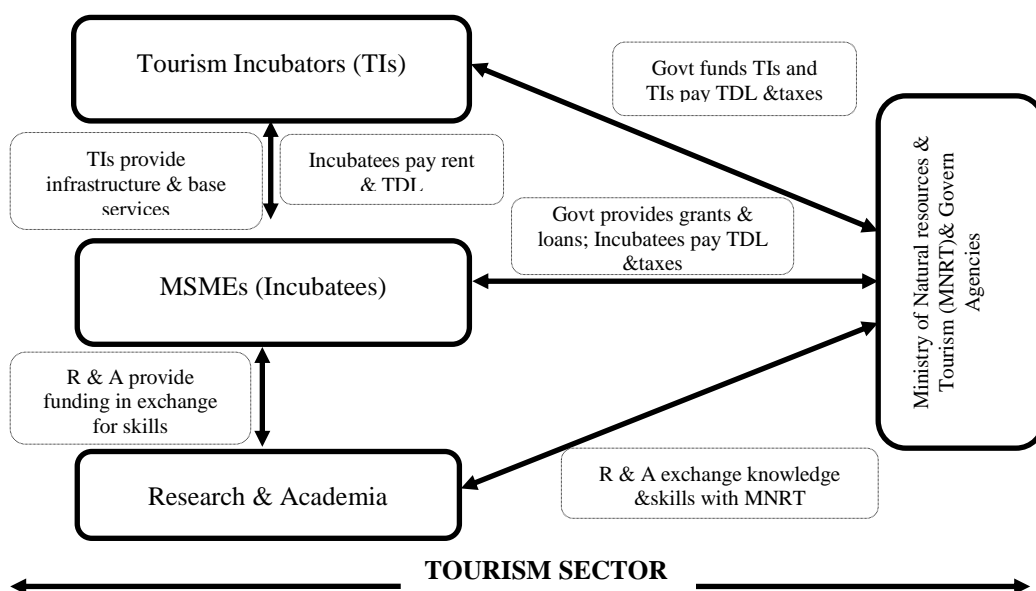 Tourism Incubators (TIs)
Govt funds TIs and
TIs pay TDL &taxes
TIs provide
infrastructure & base
services
Incubatees pay rent
& TDL
Govt provides grants &
loans; Incubatees pay TDL
&taxes
MSMEs (Incubatees)
Ministry of Natural resources &
Tourism (MNRT)& Govern
Agencies
R & A provide
funding in exchange
for skills
Research & Academia
R & A exchange knowledge
&skills with MNRT
TOURISM SECTOR